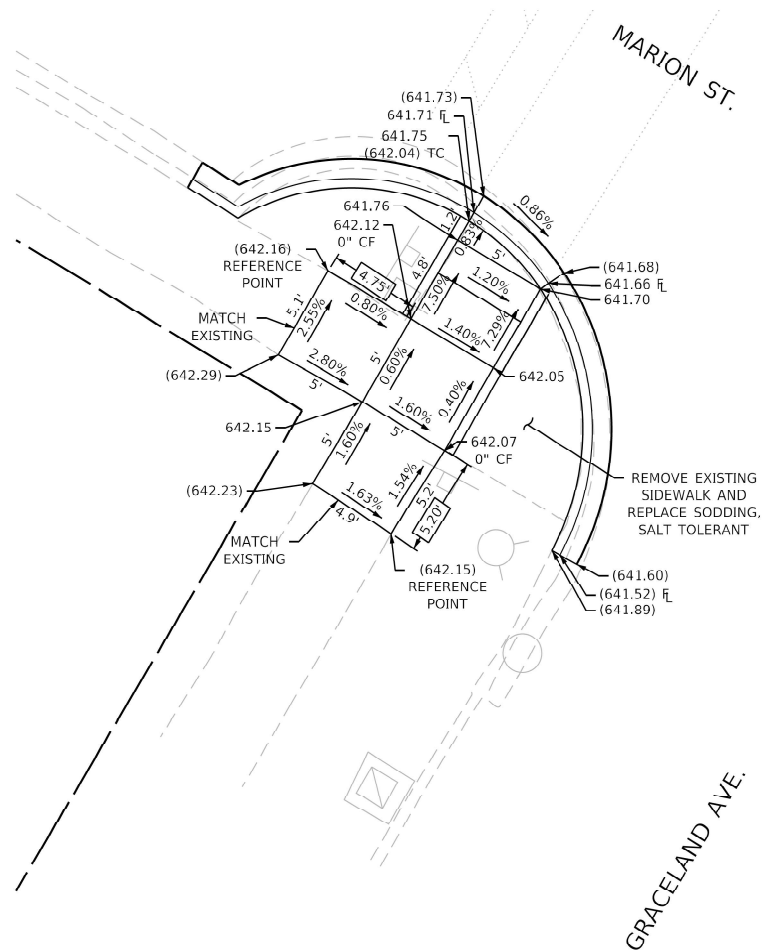 MARION ST.
(641.73)
641.71 FL
641.75
(642.04) TC
641.76
642.12
0" CF
(642.16)
REFERENCE
POINT
MATCH
EXISTING
(642.29)
642.15
(642.23)
MATCH
EXISTING
(642.15)
REFERENCE
POINT
0.86%
(641.68)
641.66 FL
641.70
642.05
642.07
0" CF
REMOVE EXISTING
SIDEWALK AND
REPLACE SODDING,
SALT TOLERANT
(641.60)
(641.52) FL
(641.89)
1.2'
0.83%
5'
4.8'
7.50%
1.20%
4.75'
0.80%
5.1'
2.55%
1.40%
7.29%
2.80%
5'
5'
0.60%
1.60%
0.40%
5'
5'
1.60%
1.54%
1.63%
4.9'
5.2'
5.20'
GRACELAND AVE.